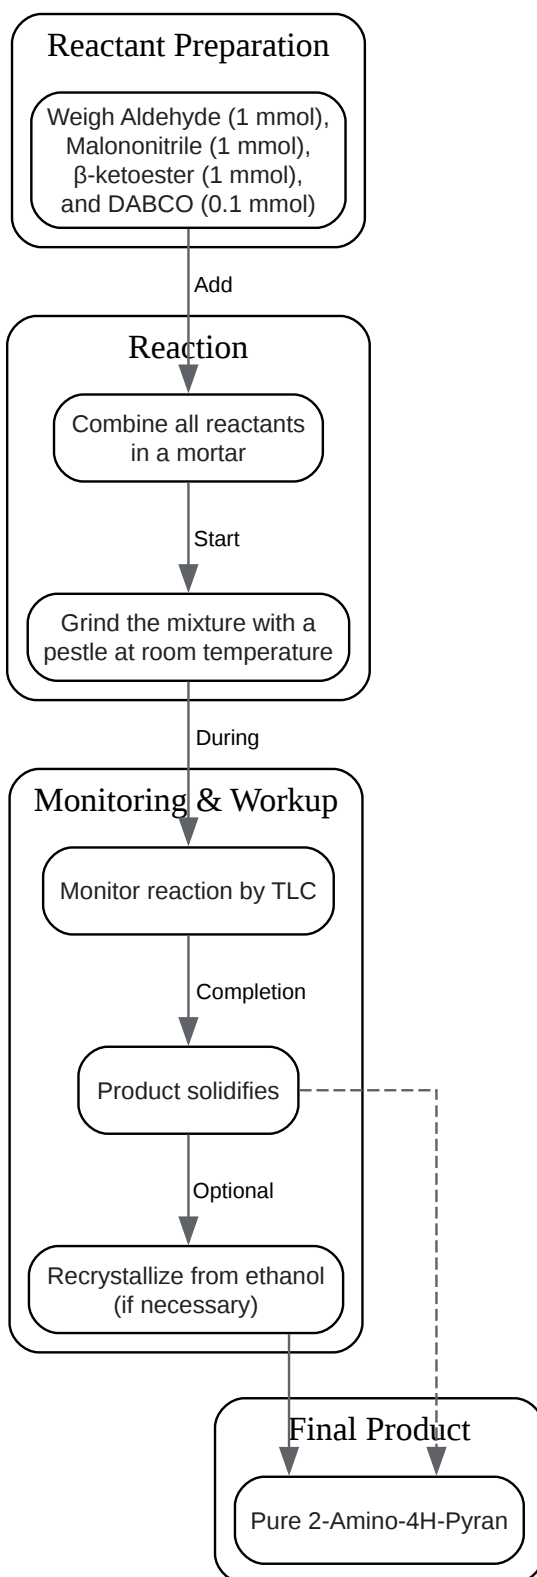 Reactant Preparation
Weigh Aldehyde (1 mmol),
Malononitrile (1 mmol),
β-ketoester (1 mmol),
and DABCO (0.1 mmol)
Add
Reaction
Combine all reactants
in a mortar
Start
Grind the mixture with a
pestle at room temperature
During
Monitoring & Workup
Monitor reaction by TLC
Completion
Product solidifies
Optional
Recrystallize from ethanol
(if necessary)
Final Product
Pure 2-Amino-4H-Pyran